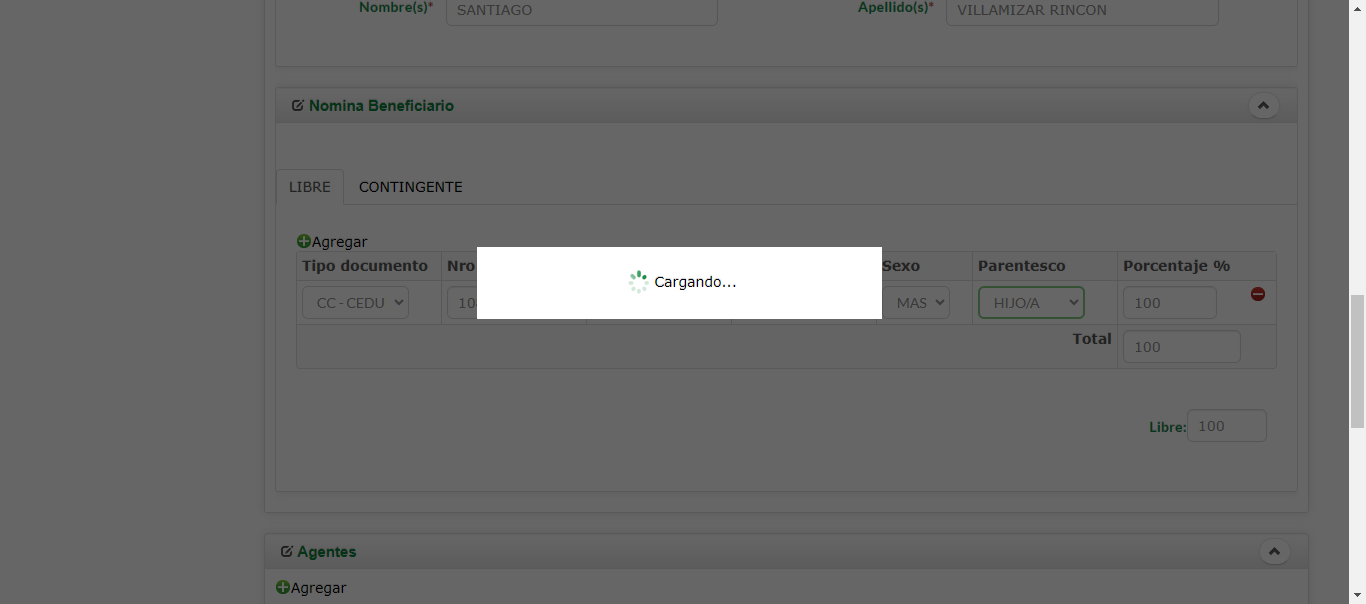 Nombre(s)* SANTIAGO Apellido(s)* VILLAMIZAR RINCON
Nomina Beneficiario
LIBRE CONTINGENTE
Agregar
Tipo documento Nro Sexo Parentesco Porcentaje %
Cargando...
CC - CEDU 10 MAS HIJO/A 100
Total 100
Libre: 100
Agentes
Agregar